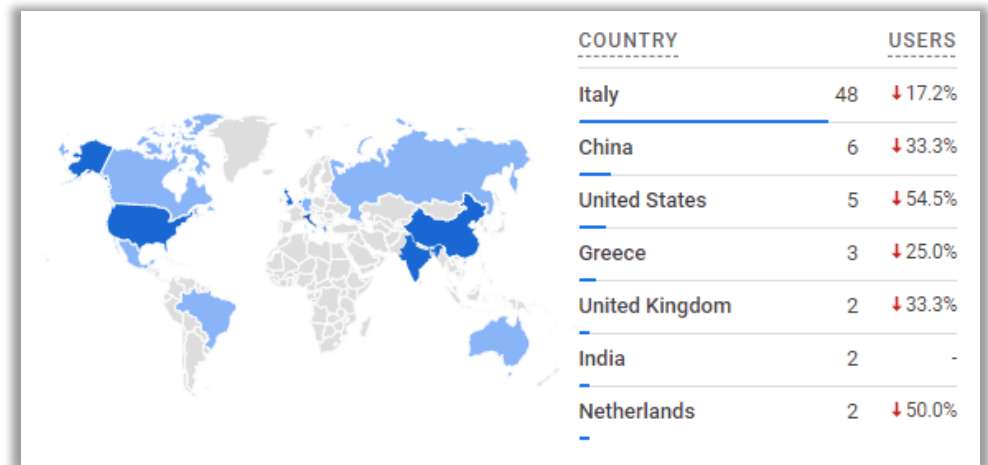 COUNTRY USERS
Italy 48 ↓17.2%
China 6 ↓33.3%
United States 5 ↓54.5%
Greece 3 ↓25.0%
United Kingdom 2 ↓33.3%
India 2 -
Netherlands 2 ↓50.0%